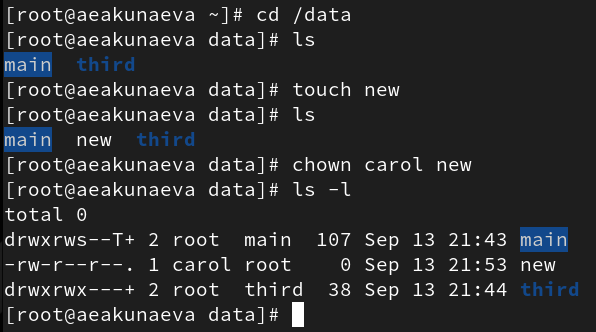 [root@aeakunaeva ~]# cd /data
[root@aeakunaeva data]# ls
main  third
[root@aeakunaeva data]# touch new
[root@aeakunaeva data]# ls
main  new  third
[root@aeakunaeva data]# chown carol new
[root@aeakunaeva data]# ls -l
total 0
drwxrws--T+ 2 root  main  107 Sep 13 21:43 main
-rw-r--r--. 1 carol root    0 Sep 13 21:53 new
drwxrwx---+ 2 root  third  38 Sep 13 21:44 third
[root@aeakunaeva data]#